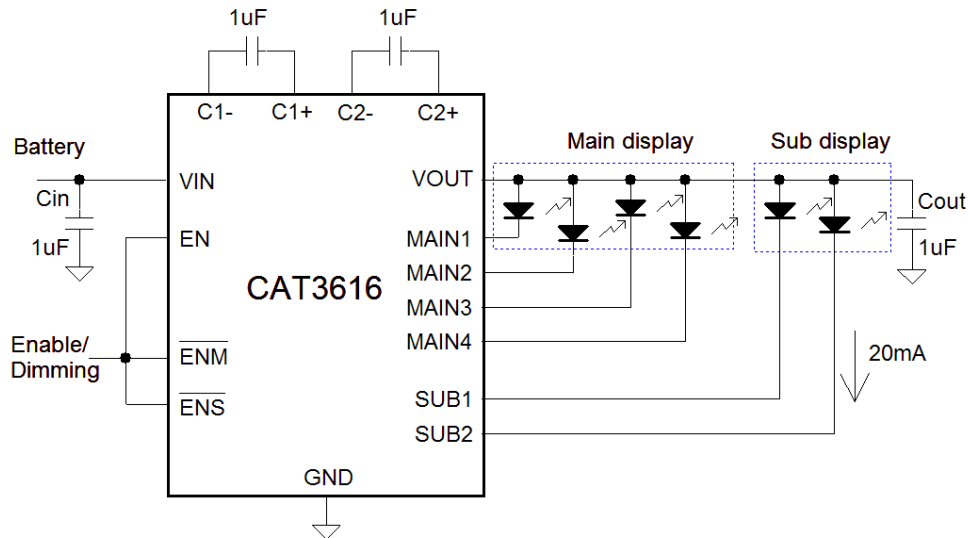 1uF
1uF
C1-
C1+
C2-
C2+
Battery
Main display
Sub display
VIN
VOUT
Cin
Cout
1uF
EN
MAIN1
1uF
MAIN2
CAT3616
MAIN3
Enable/
Dimming
ENM
MAIN4
20mA
ENS
SUB1
SUB2
GND